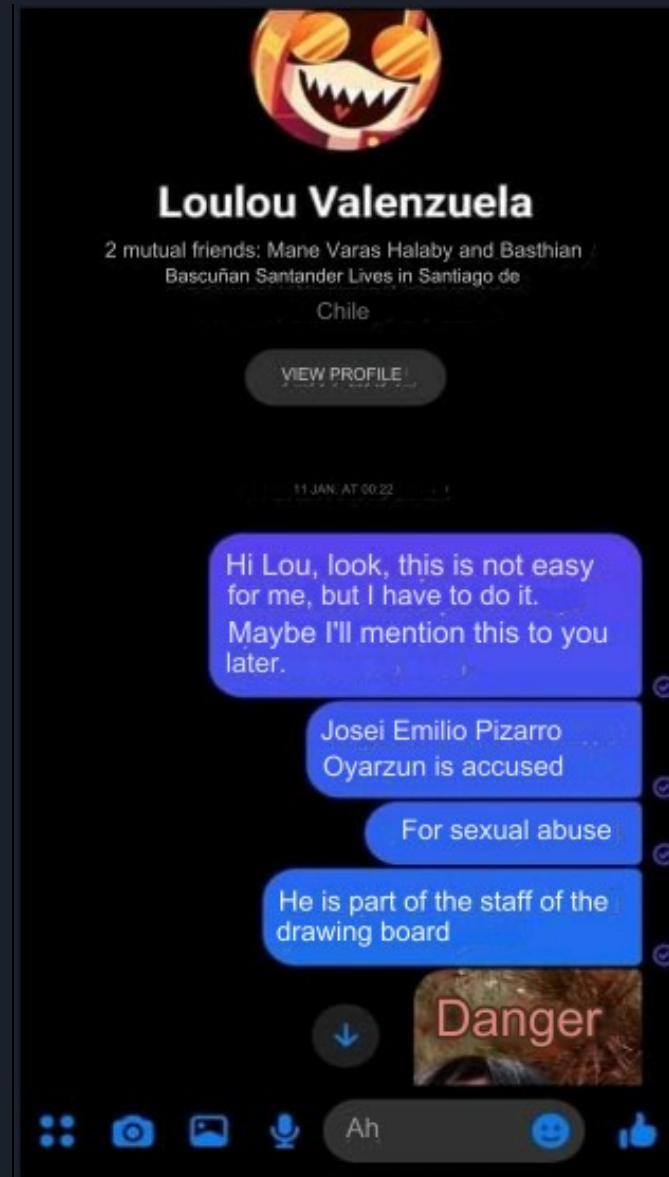 Loulou Valenzuela
2 mutual friends: Mane Varas Halaby and Basthian
Bascuñan Santander Lives in Santiago de
Chile
VIEW PROFILE
11 JAN. AT 00:22
Hi Lou, look, this is not easy
for me, but I have to do it.
Maybe I'll mention this to you
later.
Josei Emilio Pizarro
Oyarzun is accused
For sexual abuse
He is part of the staff of the
drawing board
Danger
Ah